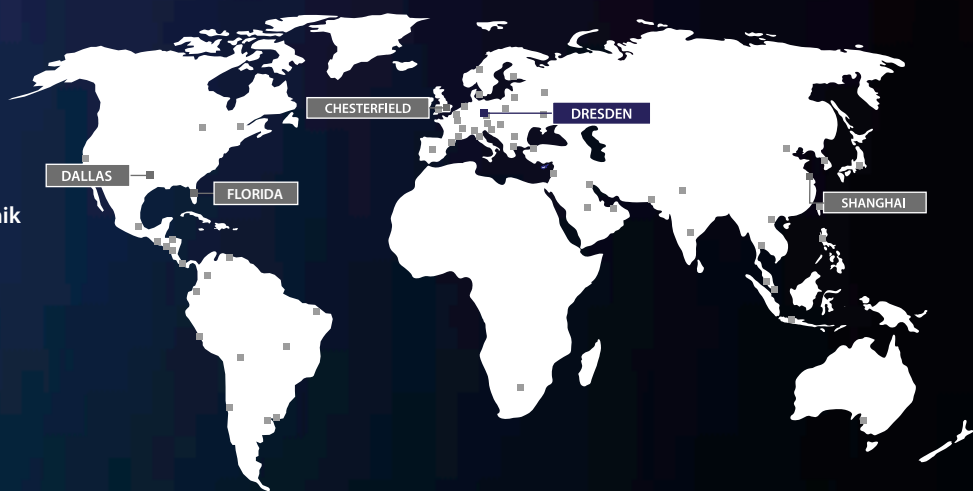 CHESTERFIELD
DRESDEN
DALLAS
FLORIDA
SHANGHAI